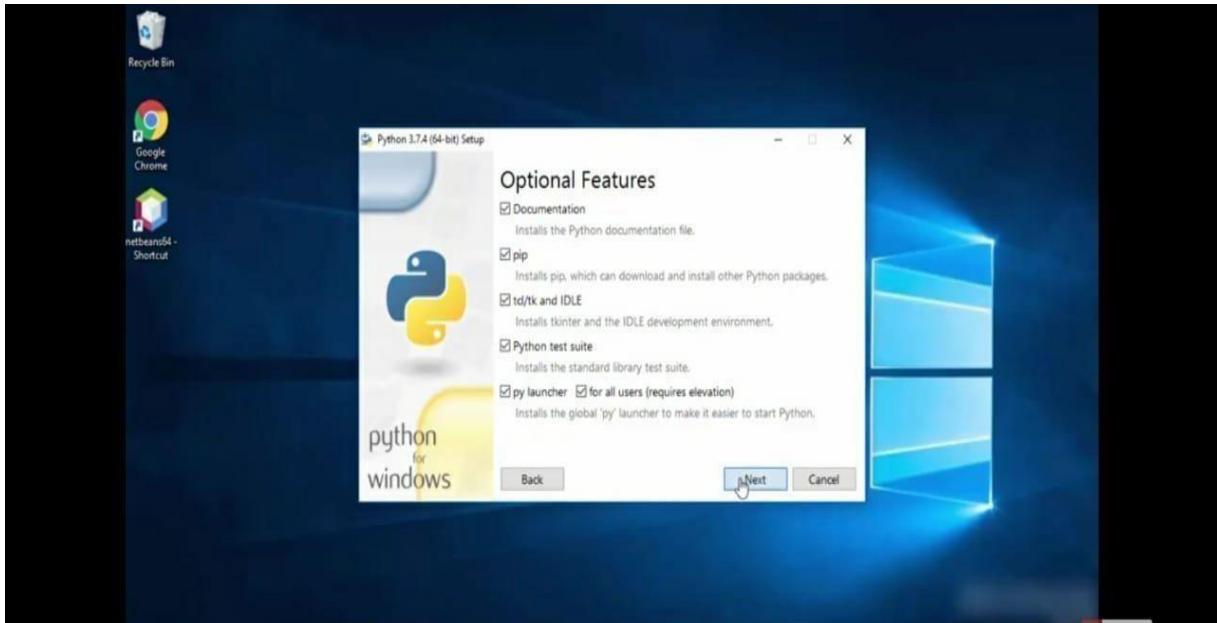 Recycle Bin
Google
Chrome
netbeans64 -
Shortcut
Python 3.7.4 (64-bit) Setup
Optional Features
Documentation
Installs the Python documentation file.
pip
Installs pip, which can download and install other Python packages.
td/tk and IDLE
Installs tkinter and the IDLE development environment.
Python test suite
Installs the standard library test suite.
py launcher for all users (requires elevation)
Installs the global 'py' launcher to make it easier to start Python.
python
for
windows
Back Next Cancel